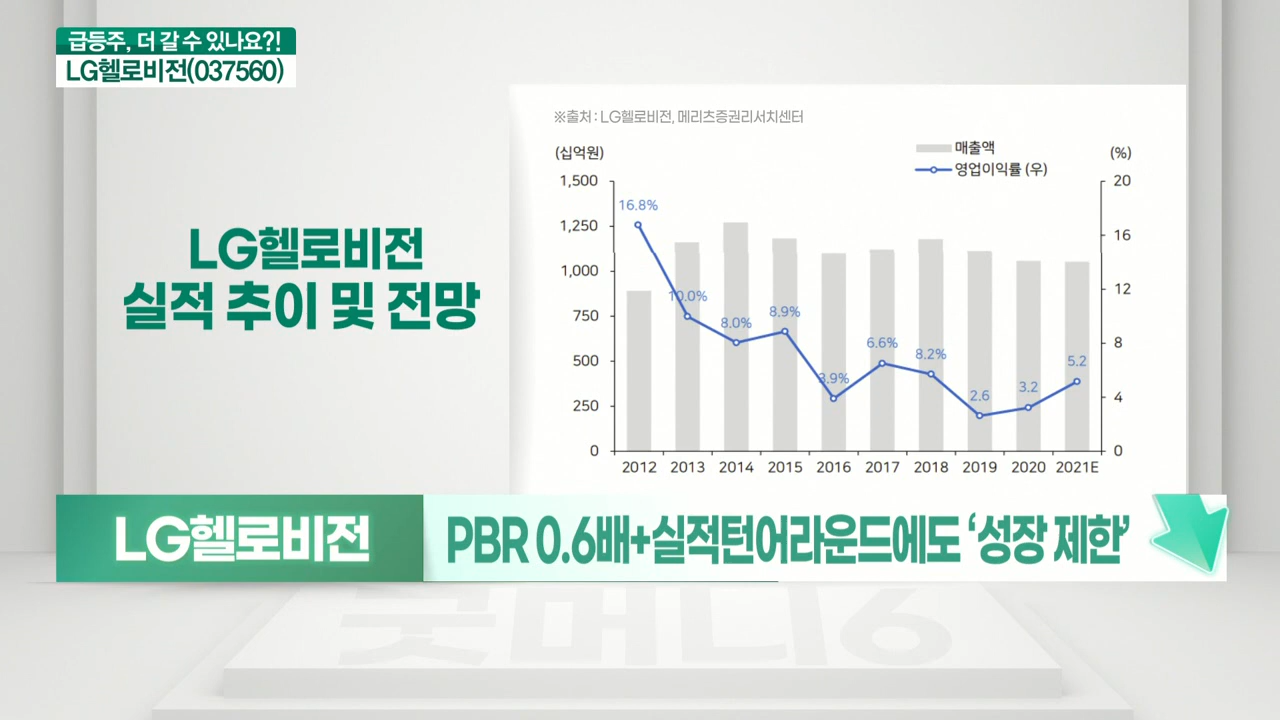 급등주, 더 갈 수 있나요?!
LG헬로비전(037560)
LG헬로비전
실적 추이 및 전망
※출처 : LG헬로비전, 메리츠증권리서치센터
(십억원)
매출액
영업이익률 (우)
(%)
1,500
1,250
1,000
750
500
250
0
20
16
12
8
4
0
16.8%
10.0%
8.0%
8.9%
3.9%
6.6%
8.2%
2.6
3.2
5.2
2012 2013 2014 2015 2016 2017 2018 2019 2020 2021E
LG헬로비전
PBR 0.6배+실적턴어라운드에도 ‘성장 제한’
굿머니6